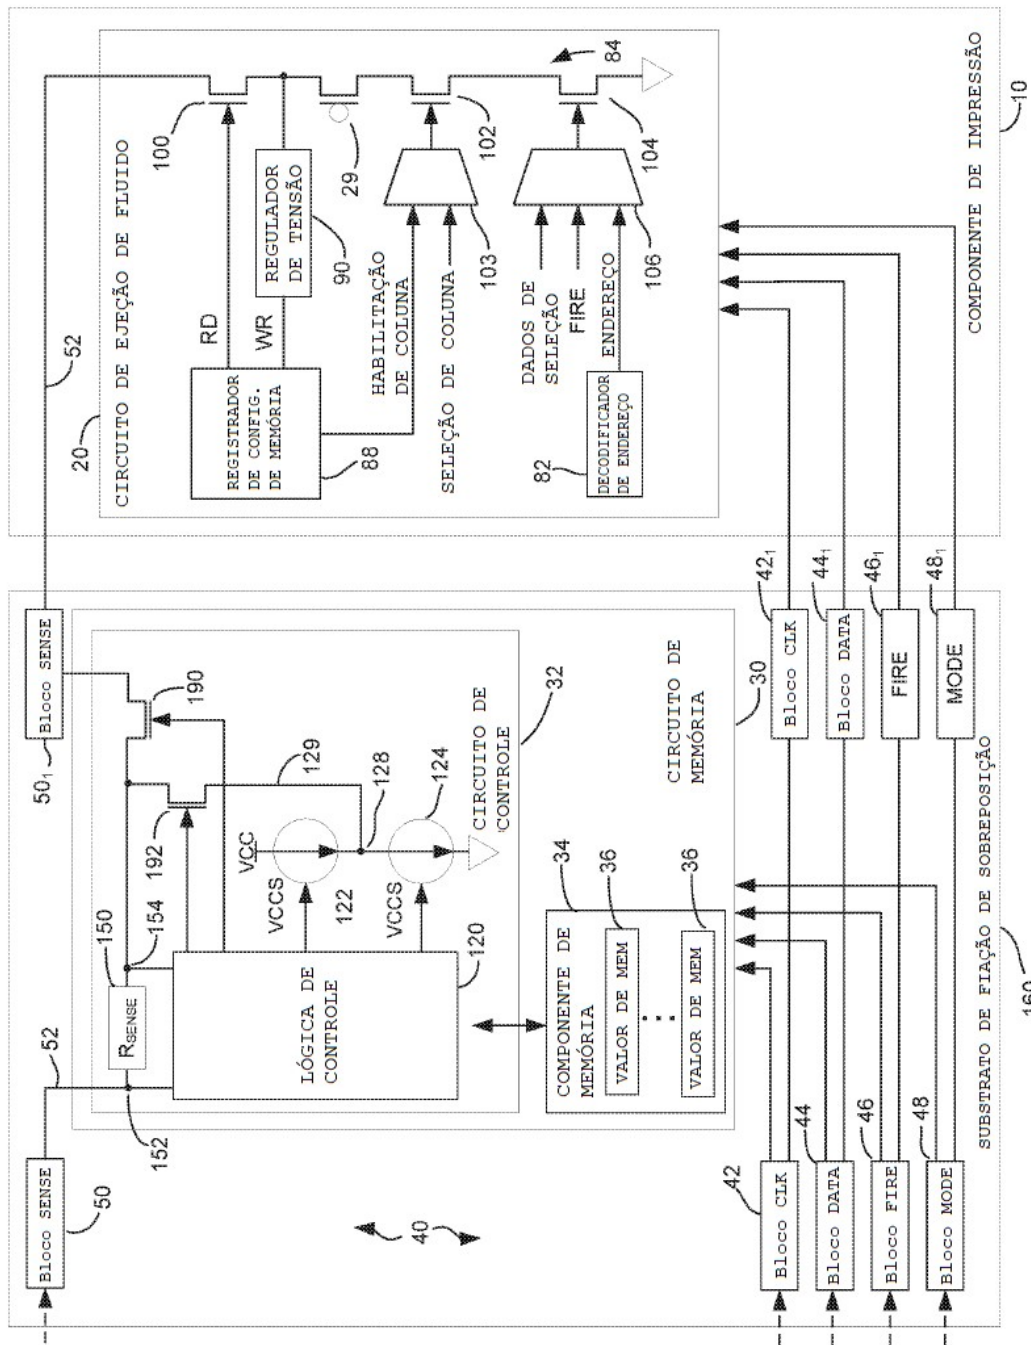 52
20
CIRCUITO DE EJEÇÃO DE FLUIDO
84
100
29
102
104
REGULADOR
DE TENSÃO
90
103
106
RD
WR
HABILITAÇÃO
DE COLUNA
SELEÇÃO DE COLUNA
DADOS DE
SELEÇÃO
FIRE
ENDEREÇO
REGISTRADOR
DE CONFIG.
DE MEMÓRIA
88
82
DECODIFICADOR
DE ENDEREÇO
COMPONENTE DE IMPRESSÃO
10
Bloco SENSE
50₁
190
192
129
128
124
VCC
VCCS
122
VCCS
CIRCUITO DE
CONTROLE
32
CIRCUITO DE
MEMÓRIA
30
Bloco CLK
42₁
Bloco DATA
44₁
FIRE
46₁
MODE
48₁
150
154
RSENSE
52
152
LÓGICA DE
CONTROLE
120
34
36
36
COMPONENTE DE
MEMÓRIA
VALOR DE MEM
VALOR DE MEM
Bloco SENSE
50
40
42
Bloco CLK
44
Bloco DATA
46
Bloco FIRE
48
Bloco MODE
SUBSTRATO DE FIAÇÃO DE SOBREPOSIÇÃO
160